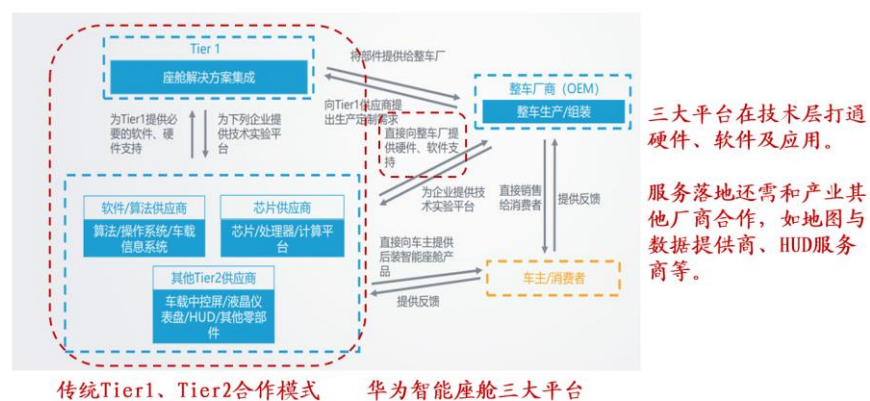 Tier 1
座舱解决方案集成
将部件提供给整车厂
向Tier1供应商提
出生产定制需求
整车厂商（OEM）
整车生产/组装
为Tier1提供必
要的软件、硬
件支持
为下列企业提
供技术实验平
台
直接向整车厂提
供硬件、软件支
持
为企业提供技
术实验平台
直接销售
给消费者
提供反馈
软件/算法供应商
算法/操作系统/车载
信息系统
芯片供应商
芯片/处理器/计算平
台
其他Tier2供应商
车载中控屏/液晶仪
表盘/HUD/其他零部
件
直接向车主提供
后装智能座舱产
品
提供反馈
车主/消费者
三大平台在技术层打通
硬件、软件及应用。
服务落地还需和产业其
他厂商合作，如地图与
数据提供商、HUD服务
商等。
传统Tier1、Tier2合作模式
华为智能座舱三大平台